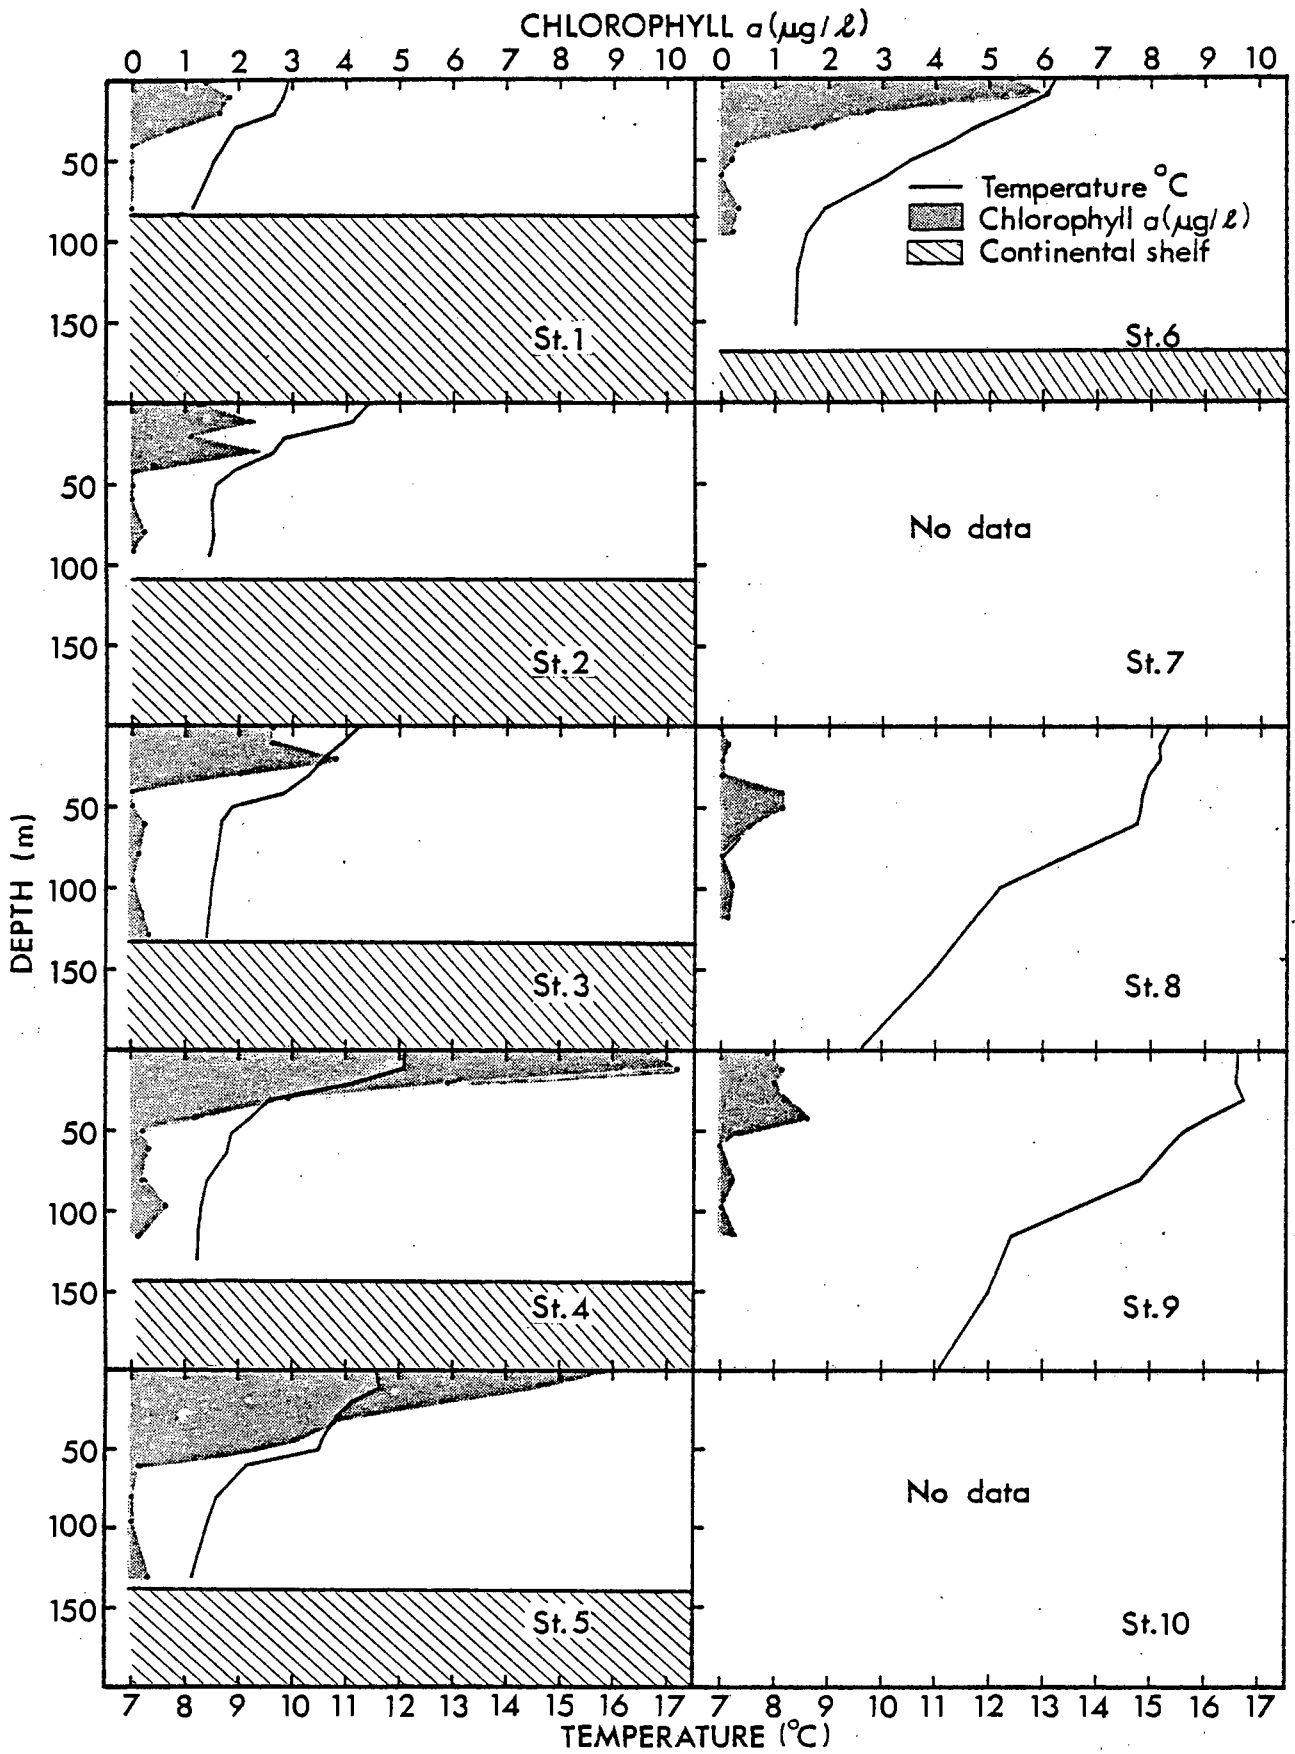 CHLOROPHYLL a (μg/ℓ)
0 1 2 3 4 5 6 7 8 9 10
0 1 2 3 4 5 6 7 8 9 10
50
100
150
St.1
Temperature °C
Chlorophyll a (μg/ℓ)
Continental shelf
St.6
50
100
150
St.2
No data
St.7
DEPTH (m)
50
100
150
St.3
St.8
50
100
150
St.4
St.9
50
100
150
St.5
No data
St.10
7 8 9 10 11 12 13 14 15 16 17
7 8 9 10 11 12 13 14 15 16 17
TEMPERATURE (°C)